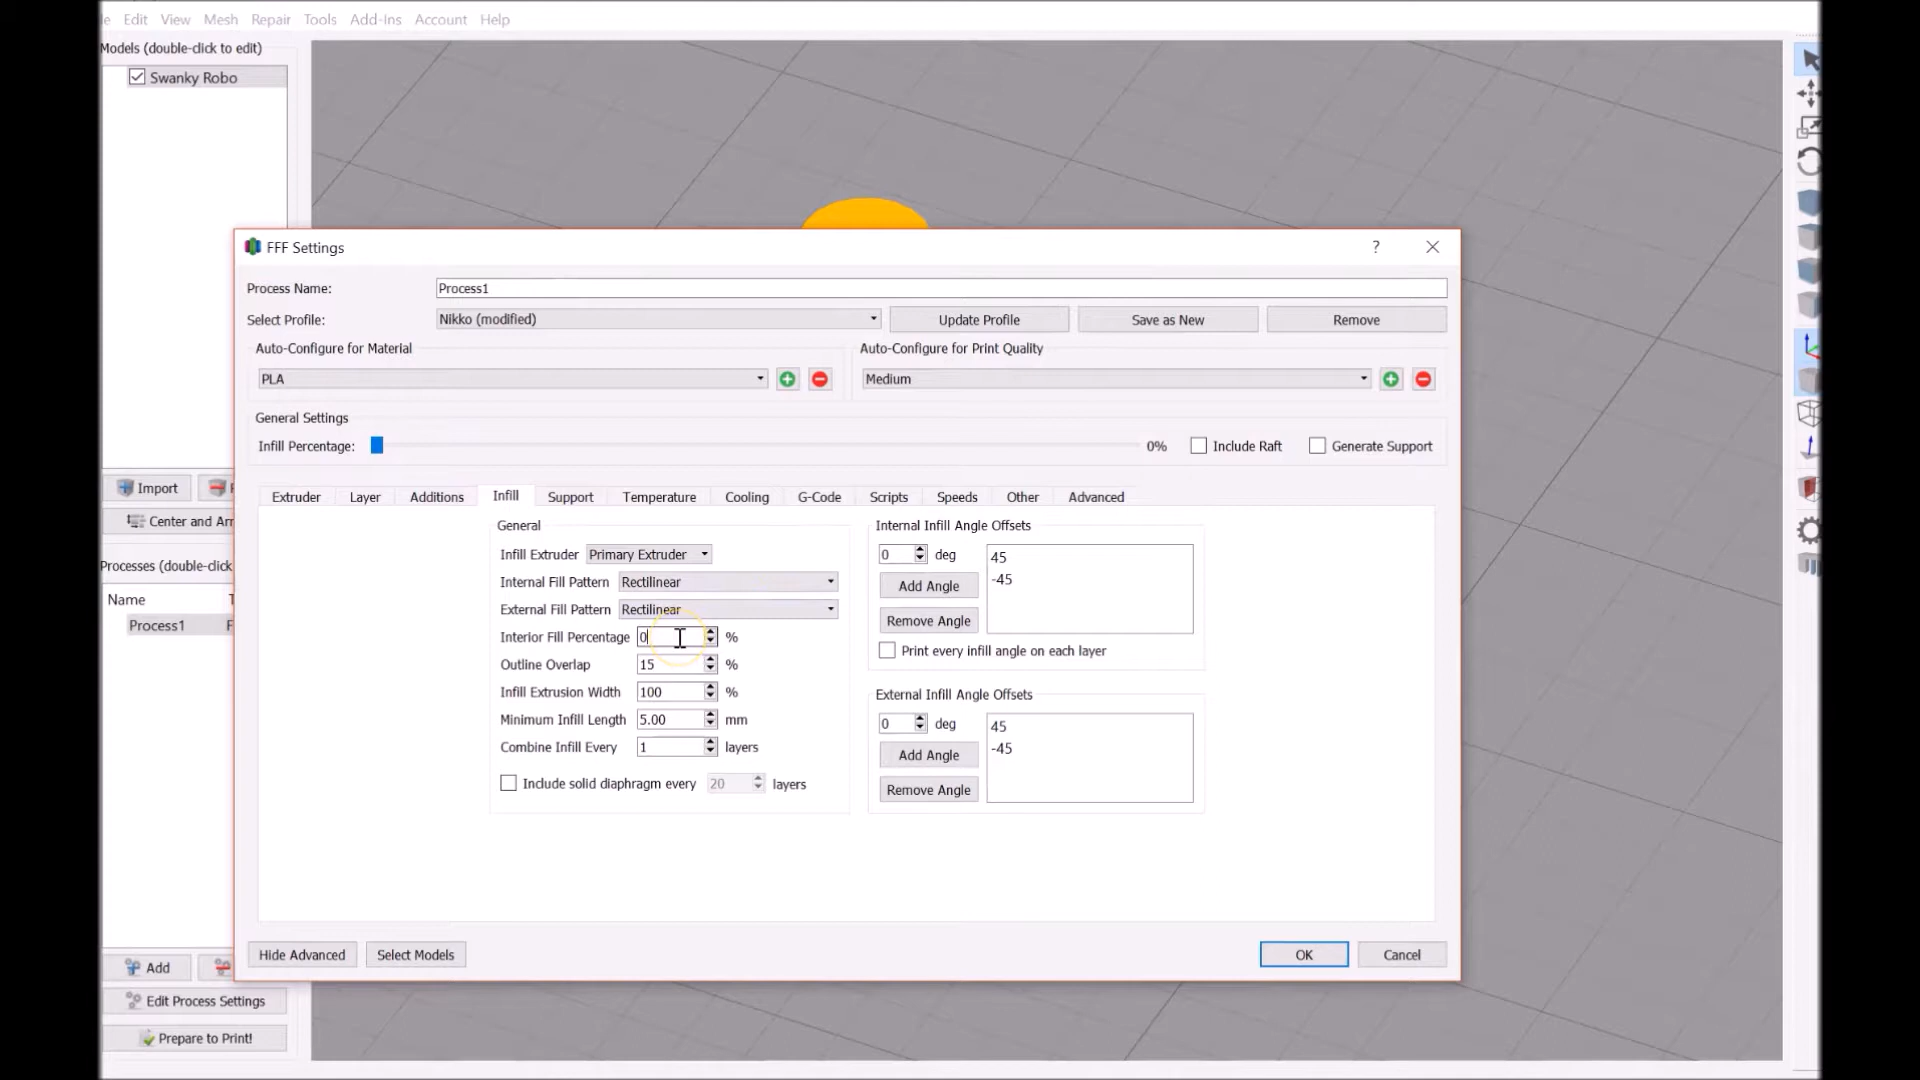 Edit View Mesh Repair Tools Add-Ins Account Help
Models (double-click to edit)
Swanky Robo
FFF Settings
?
Process Name: Process1
Select Profile: Nikko (modified) Update Profile Save as New Remove
Auto-Configure for Material Auto-Configure for Print Quality
PLA Medium
General Settings
Infill Percentage: 0% Include Raft Generate Support
Import
Center and Arr
Processes (double-click
Name
Process1 F
Extruder Layer Additions Infill Support Temperature Cooling G-Code Scripts Speeds Other Advanced
General
Infill Extruder Primary Extruder
Internal Fill Pattern Rectilinear
External Fill Pattern Rectilinear
Interior Fill Percentage 0 %
Outline Overlap 15 %
Infill Extrusion Width 100 %
Minimum Infill Length 5.00 mm
Combine Infill Every 1 layers
Include solid diaphragm every 20 layers
Internal Infill Angle Offsets
0 deg 45
-45
Add Angle
Remove Angle
Print every infill angle on each layer
External Infill Angle Offsets
0 deg 45
-45
Add Angle
Remove Angle
Hide Advanced Select Models OK Cancel
Add
Edit Process Settings
Prepare to Print!